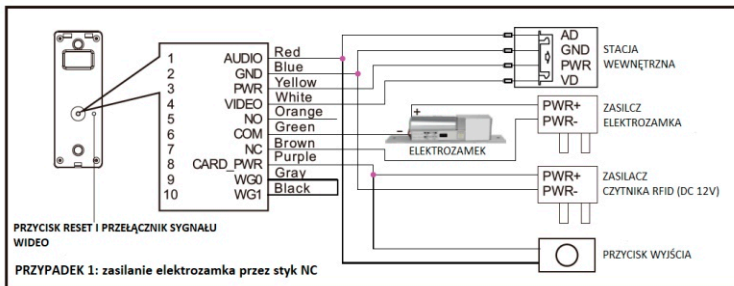 1 AUDIO Red
2 GND Blue
3 PWR Yellow
4 VIDEO White
5 NO Orange
6 COM Green
7 NC Brown
8 CARD_PWR Purple
9 WG0 Gray
10 WG1 Black
PRZYCISK RESET I PRZEŁĄCZNIK SYGNAŁU
WIDEO
PRZYPADEK 1: zasilanie elektrozamka przez styk NC
+
-
ELEKTROZAMEK
AD
GND
PWR
VD
STACJA
WEWNĘTRZNA
PWR+
PWR-
ZASILCZ
ELEKTROZAMKA
PWR+
PWR-
ZASILACZ
CZYTNIKA RFID (DC 12V)
PRZYCISK WYJŚCIA